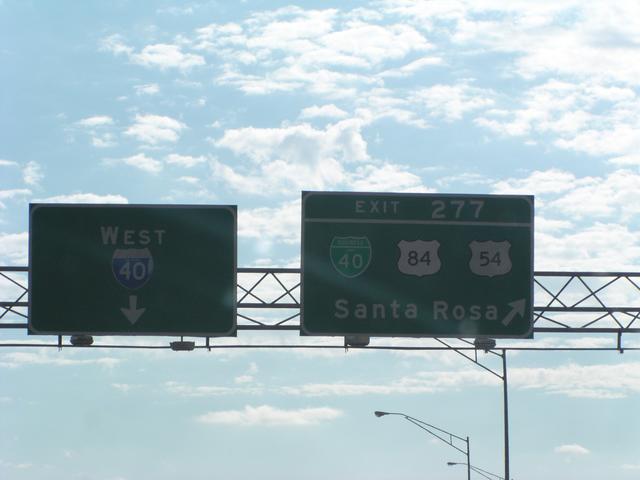 WEST
40
EXIT 277
BUSINESS
40 84 54
Santa Rosa